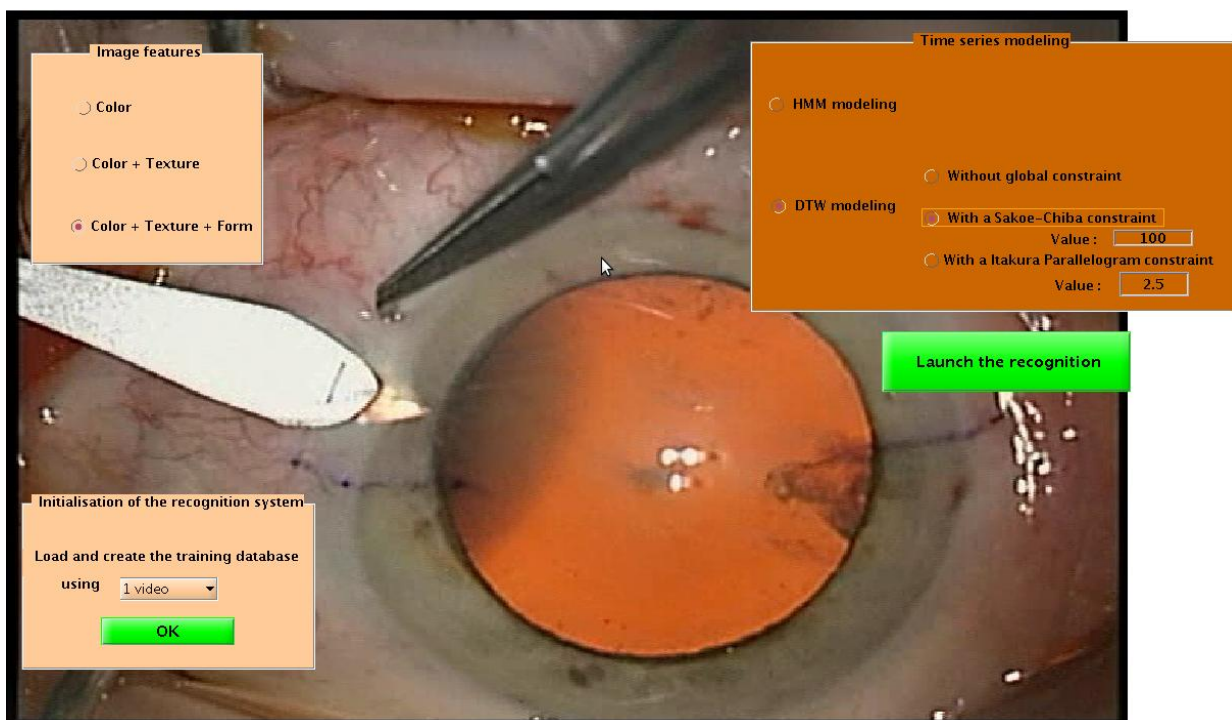 Image features
Color
Color + Texture
Color + Texture + Form
Time series modeling
HMM modeling
Without global constraint
DTW modeling
With a Sakoe-Chiba constraint
Value : 100
With a Itakura Parallelogram constraint
Value : 2.5
Launch the recognition
Initialisation of the recognition system
Load and create the training database
using 1 video
OK